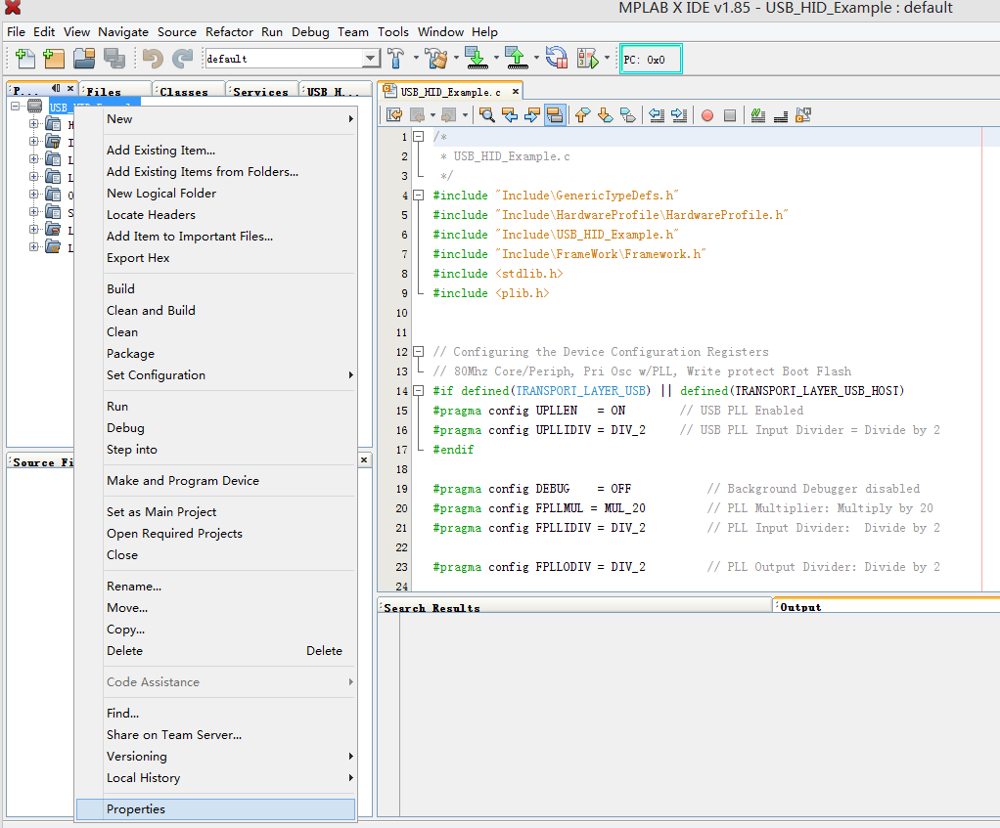 MPLAB X IDE v1.85 - USB_HID_Example : default
File Edit View Navigate Source Refactor Run Debug Team Tools Window Help
default
PC: 0x0
P... Files Classes Services USB H...
USB_HID_Example
New
Add Existing Item...
Add Existing Items from Folders...
New Logical Folder
Locate Headers
Add Item to Important Files...
Export Hex
Build
Clean and Build
Clean
Package
Set Configuration
Run
Debug
Step into
Make and Program Device
Set as Main Project
Open Required Projects
Close
Rename...
Move...
Copy...
Delete Delete
Code Assistance
Find...
Share on Team Server...
Versioning
Local History
Properties
Source Fi
USB_HID_Example.c
1 /*
2 * USB_HID_Example.c
3 */
4 #include "Include\GenericTypeDefs.h"
5 #include "Include\HardwareProfile\HardwareProfile.h"
6 #include "Include\USB_HID_Example.h"
7 #include "Include\FrameWork\Framework.h"
8 #include <stdlib.h>
9 #include <plib.h>
10
11
12 // Configuring the Device Configuration Registers
13 // 80Mhz Core/Periph, Pri Osc w/PLL, Write protect Boot Flash
14 #if defined(TRANSPORT_LAYER_USB) || defined(TRANSPORT_LAYER_USB_HOST)
15 #pragma config UPLLEN = ON // USB PLL Enabled
16 #pragma config UPLLIDIV = DIV_2 // USB PLL Input Divider = Divide by 2
17 #endif
18
19 #pragma config DEBUG = OFF // Background Debugger disabled
20 #pragma config FPLLMUL = MUL_20 // PLL Multiplier: Multiply by 20
21 #pragma config FPLLIDIV = DIV_2 // PLL Input Divider: Divide by 2
22
23 #pragma config FPLLODIV = DIV_2 // PLL Output Divider: Divide by 2
24
Search Results
Output